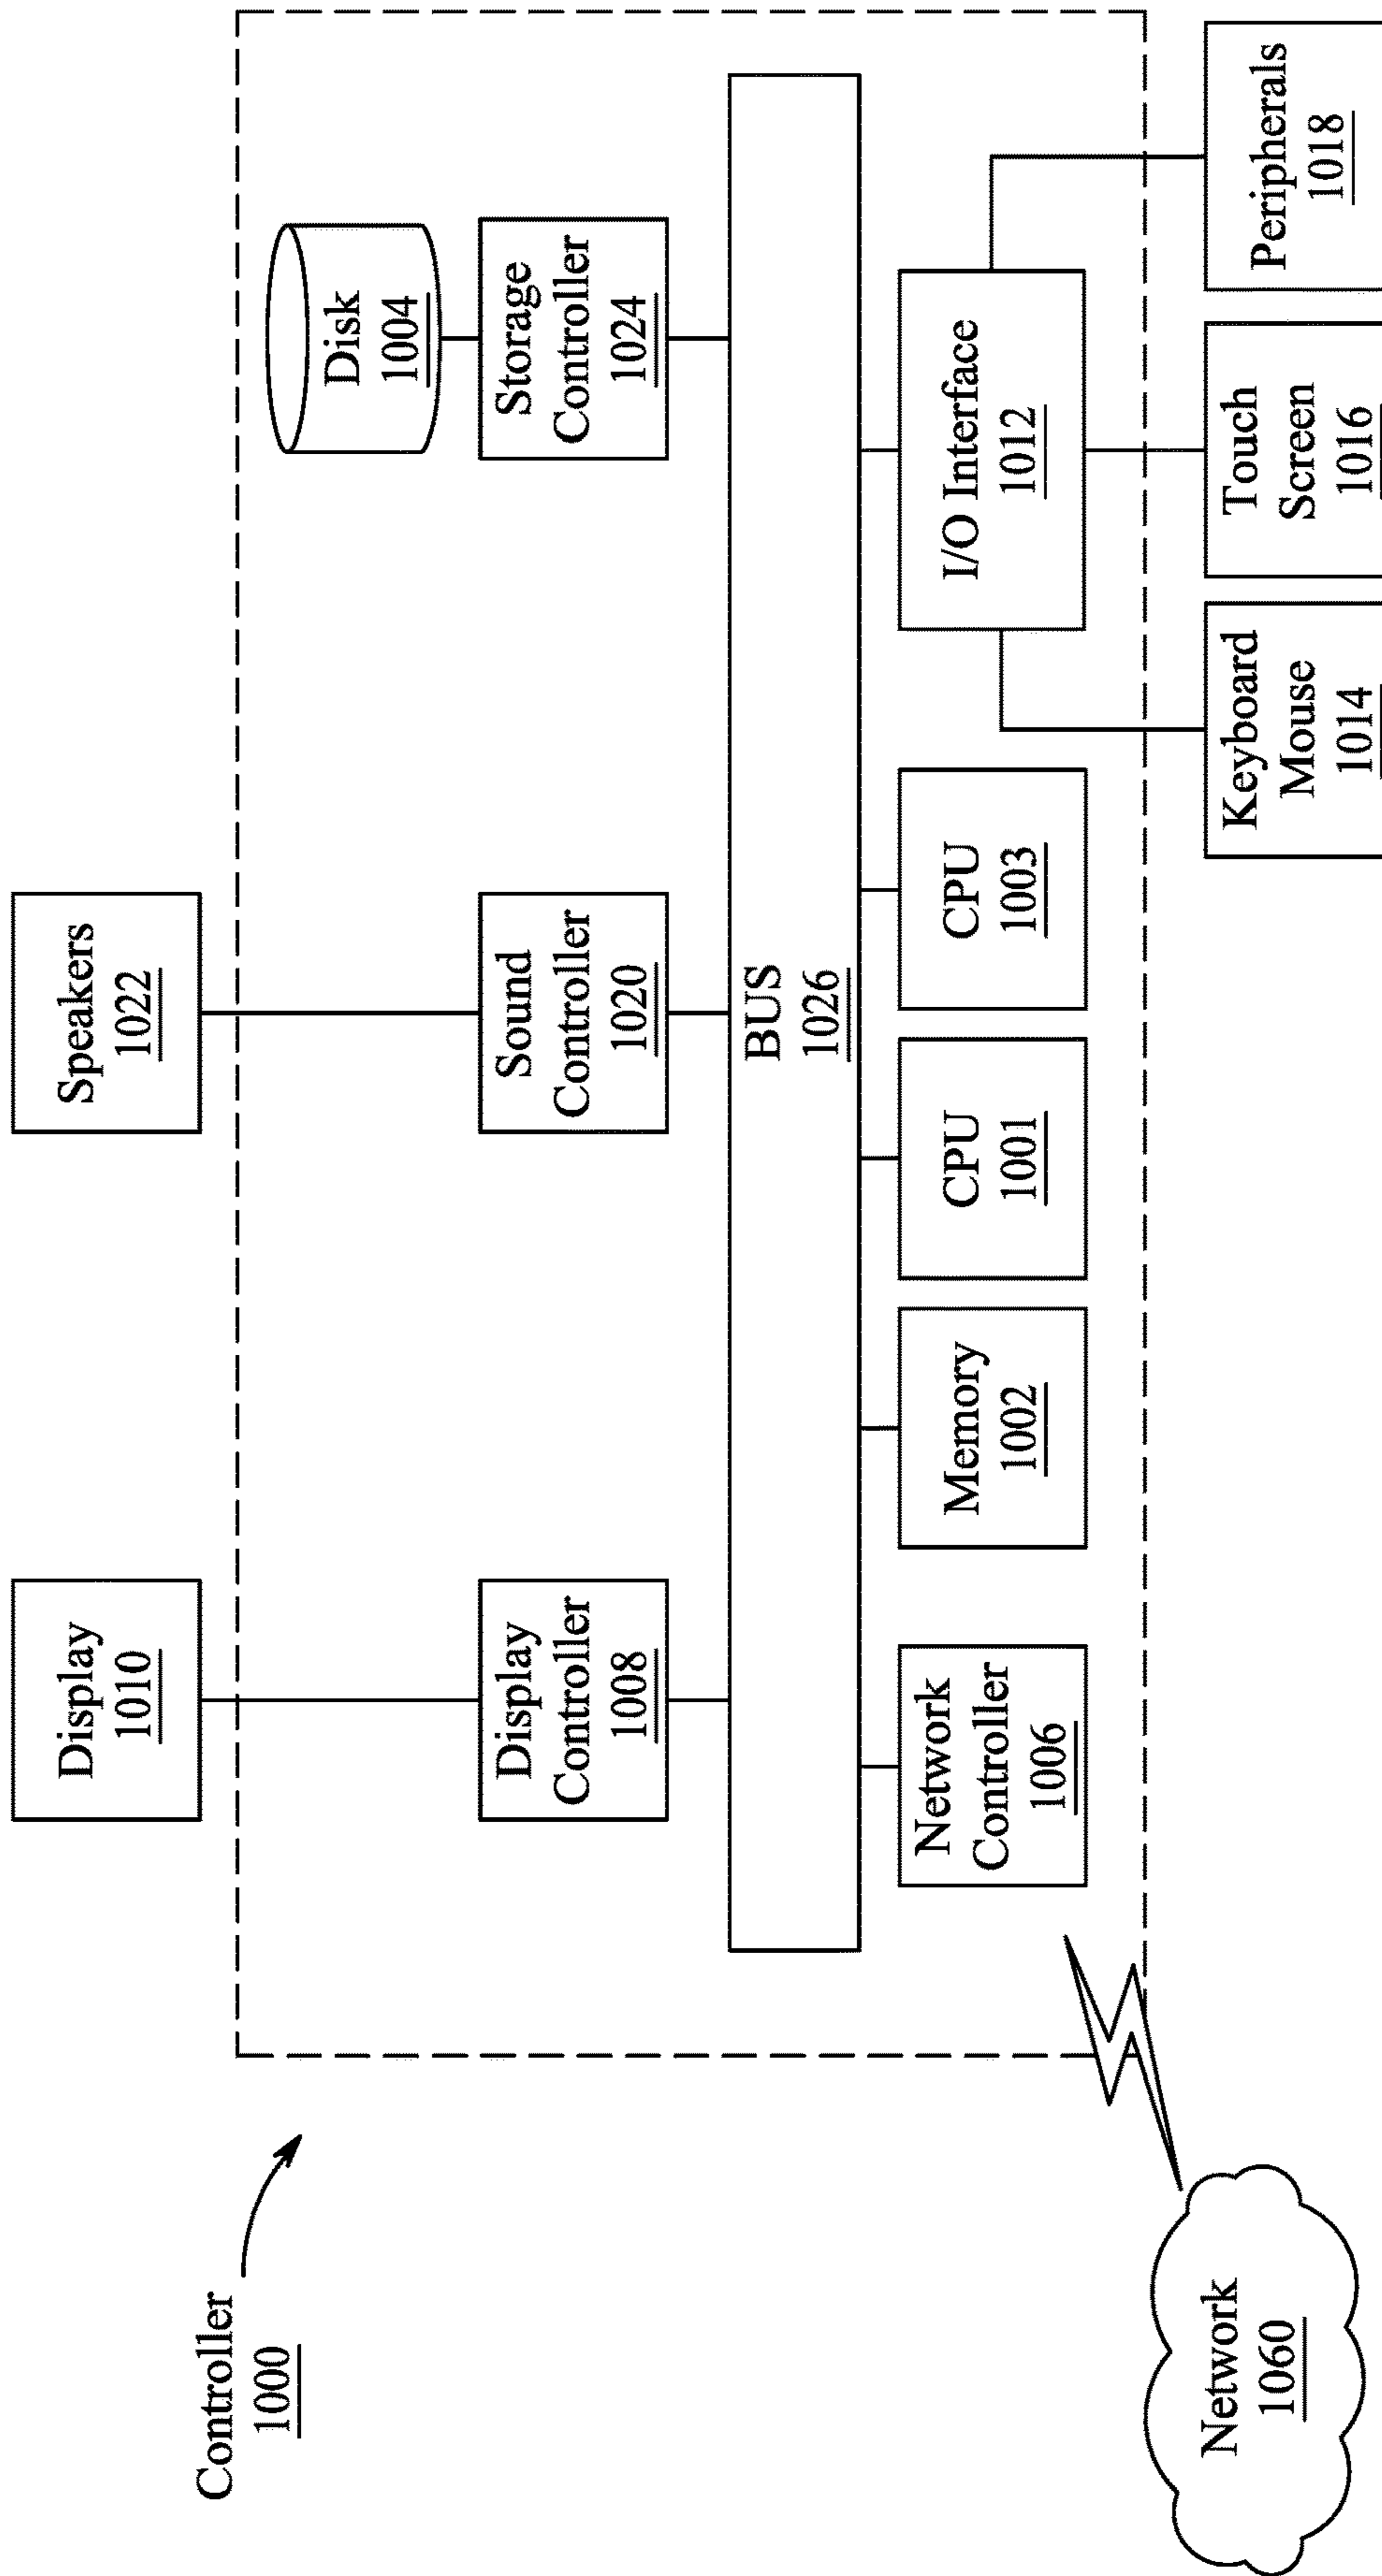 Controller
1000
Display
1010
Speakers
1022
Disk
1004
Display
Controller
1008
Sound
Controller
1020
Storage
Controller
1024
BUS
1026
Network
Controller
1006
Memory
1002
CPU
1001
CPU
1003
I/O Interface
1012
Network
1060
Keyboard
Mouse
1014
Touch
Screen
1016
Peripherals
1018